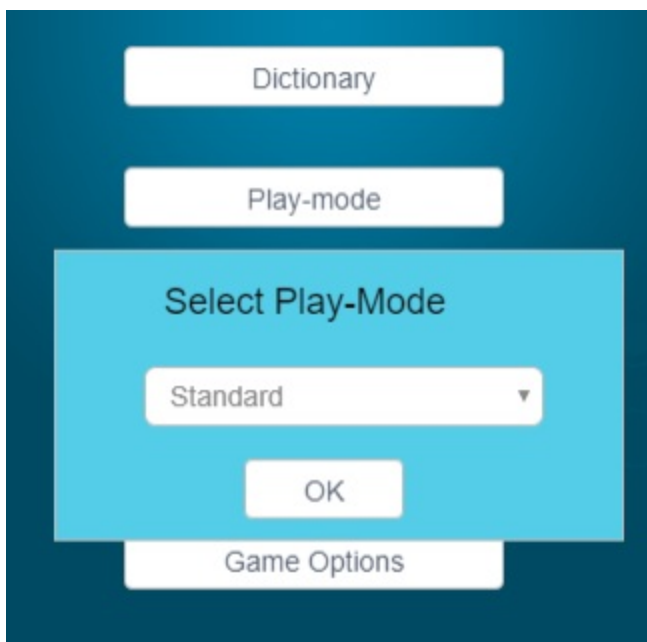 Dictionary
Play-mode
Select Play-Mode
Standard
OK
Game Options